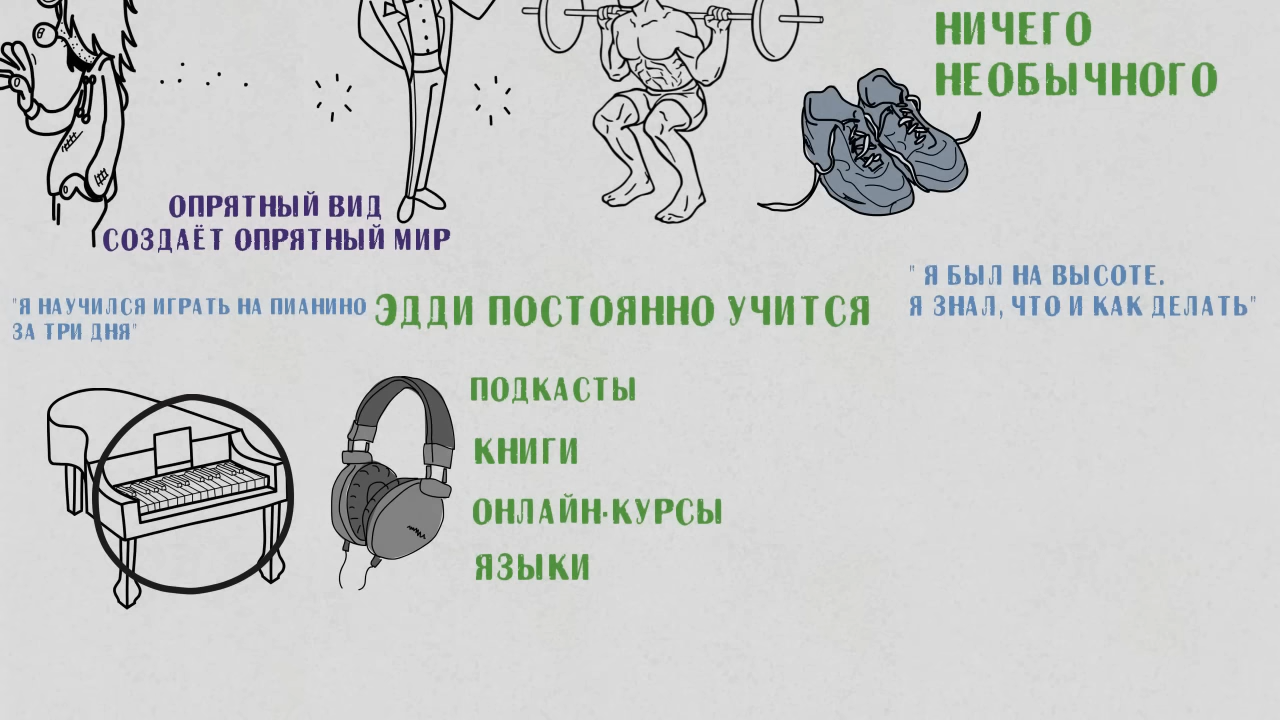 НИЧЕГО
НЕОБЫЧНОГО
ОПРЯТНЫЙ ВИД
СОЗДАЁТ ОПРЯТНЫЙ МИР
"Я НАУЧИЛСЯ ИГРАТЬ НА ПИАНИНО
ЗА ТРИ ДНЯ"
ЭДДИ ПОСТОЯННО УЧИТСЯ
" Я БЫЛ НА ВЫСОТЕ.
Я ЗНАЛ, ЧТО И КАК ДЕЛАТЬ"
ПОДКАСТЫ
КНИГИ
ОНЛАЙН-КУРСЫ
ЯЗЫКИ